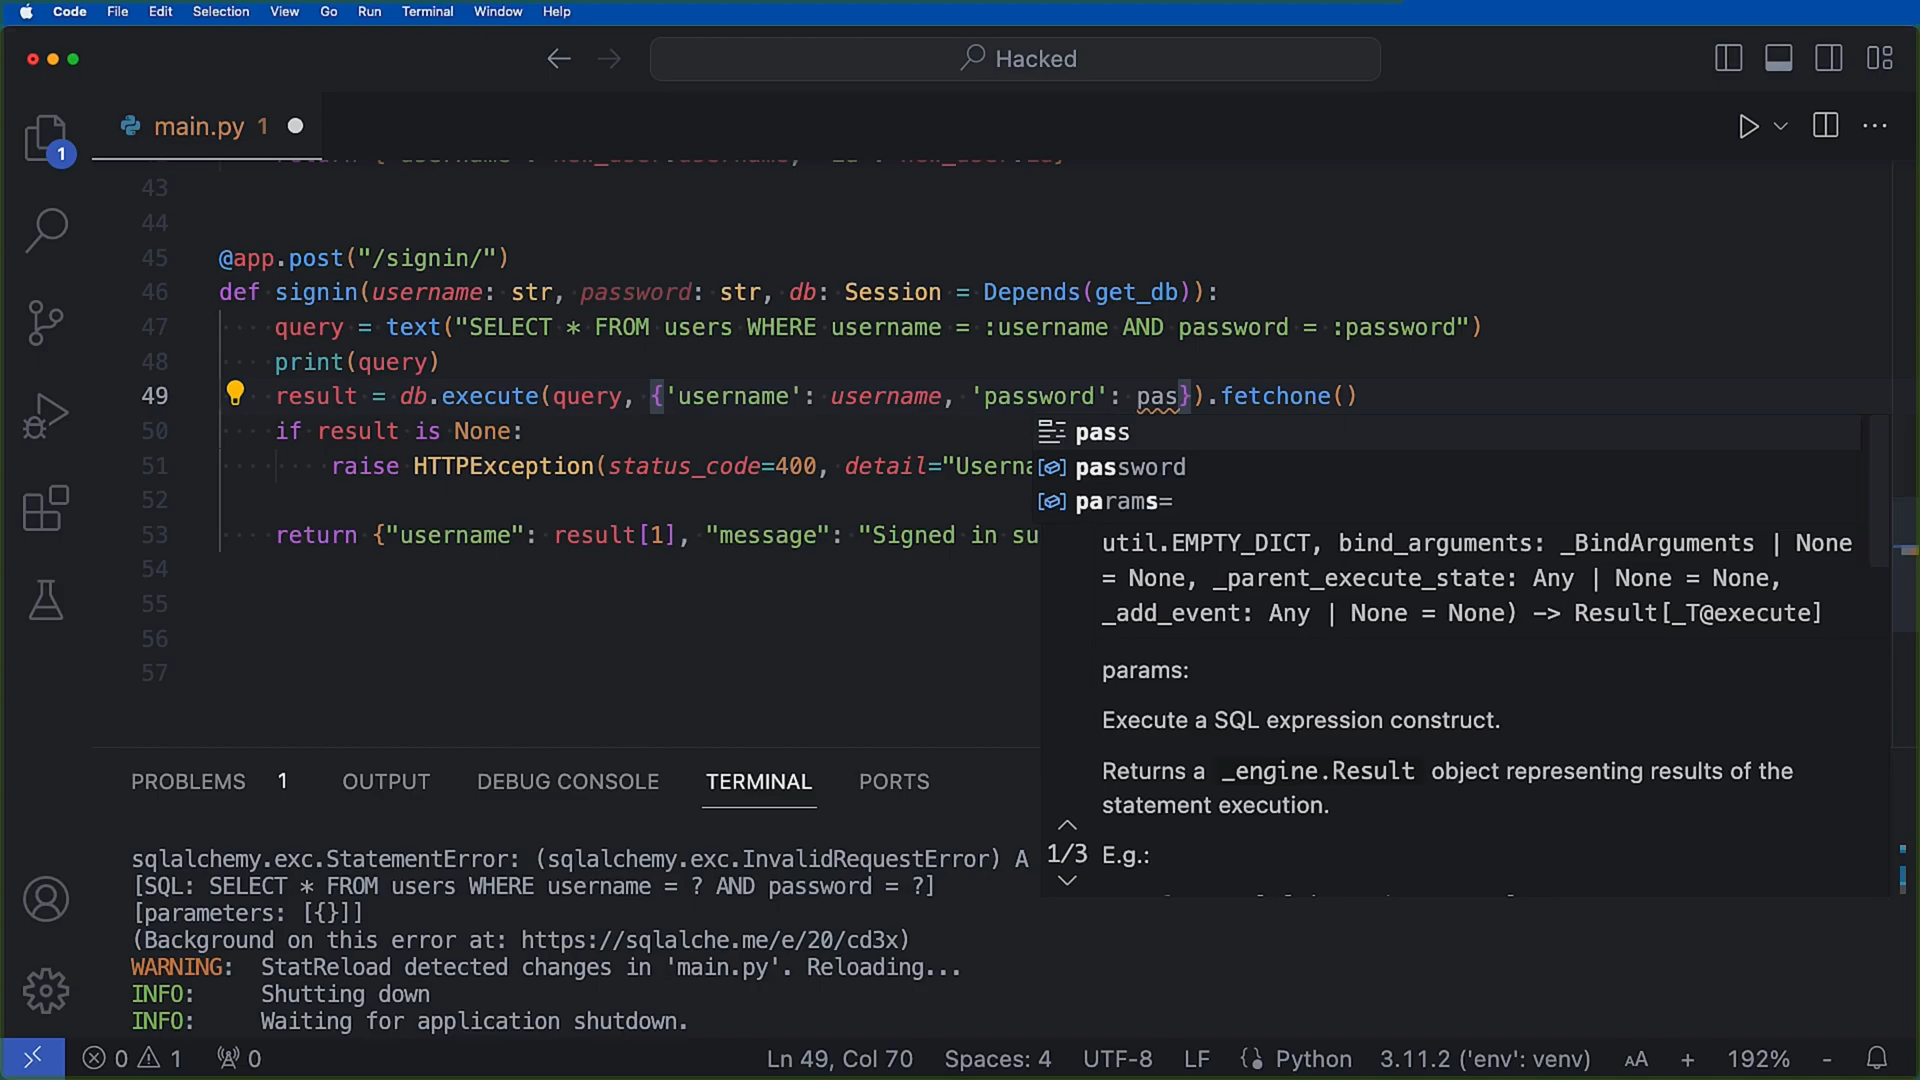 Code File Edit Selection View Go Run Terminal Window Help
Hacked
main.py 1
1
43
44
45 @app.post("/signin/")
46 def signin(username: str, password: str, db: Session = Depends(get_db)):
47 query = text("SELECT * FROM users WHERE username = :username AND password = :password")
48 print(query)
49 result = db.execute(query, {'username': username, 'password': pas}).fetchone()
50 if result is None:
51 raise HTTPException(status_code=400, detail="Userna
52
53 return {"username": result[1], "message": "Signed in su
54
55
56
57
pass
password
params=
util.EMPTY_DICT, bind_arguments: _BindArguments | None
= None, _parent_execute_state: Any | None = None,
_add_event: Any | None = None) -> Result[_T@execute]
params:
Execute a SQL expression construct.
Returns a _engine.Result object representing results of the
statement execution.
1/3 E.g.:
PROBLEMS 1 OUTPUT DEBUG CONSOLE TERMINAL PORTS
sqlalchemy.exc.StatementError: (sqlalchemy.exc.InvalidRequestError) A
[SQL: SELECT * FROM users WHERE username = ? AND password = ?]
[parameters: [{}]]
(Background on this error at: https://sqlalche.me/e/20/cd3x)
WARNING: StatReload detected changes in 'main.py'. Reloading...
INFO: Shutting down
INFO: Waiting for application shutdown.
0 1 0 Ln 49, Col 70 Spaces: 4 UTF-8 LF Python 3.11.2 ('env': venv) AA + 192% -